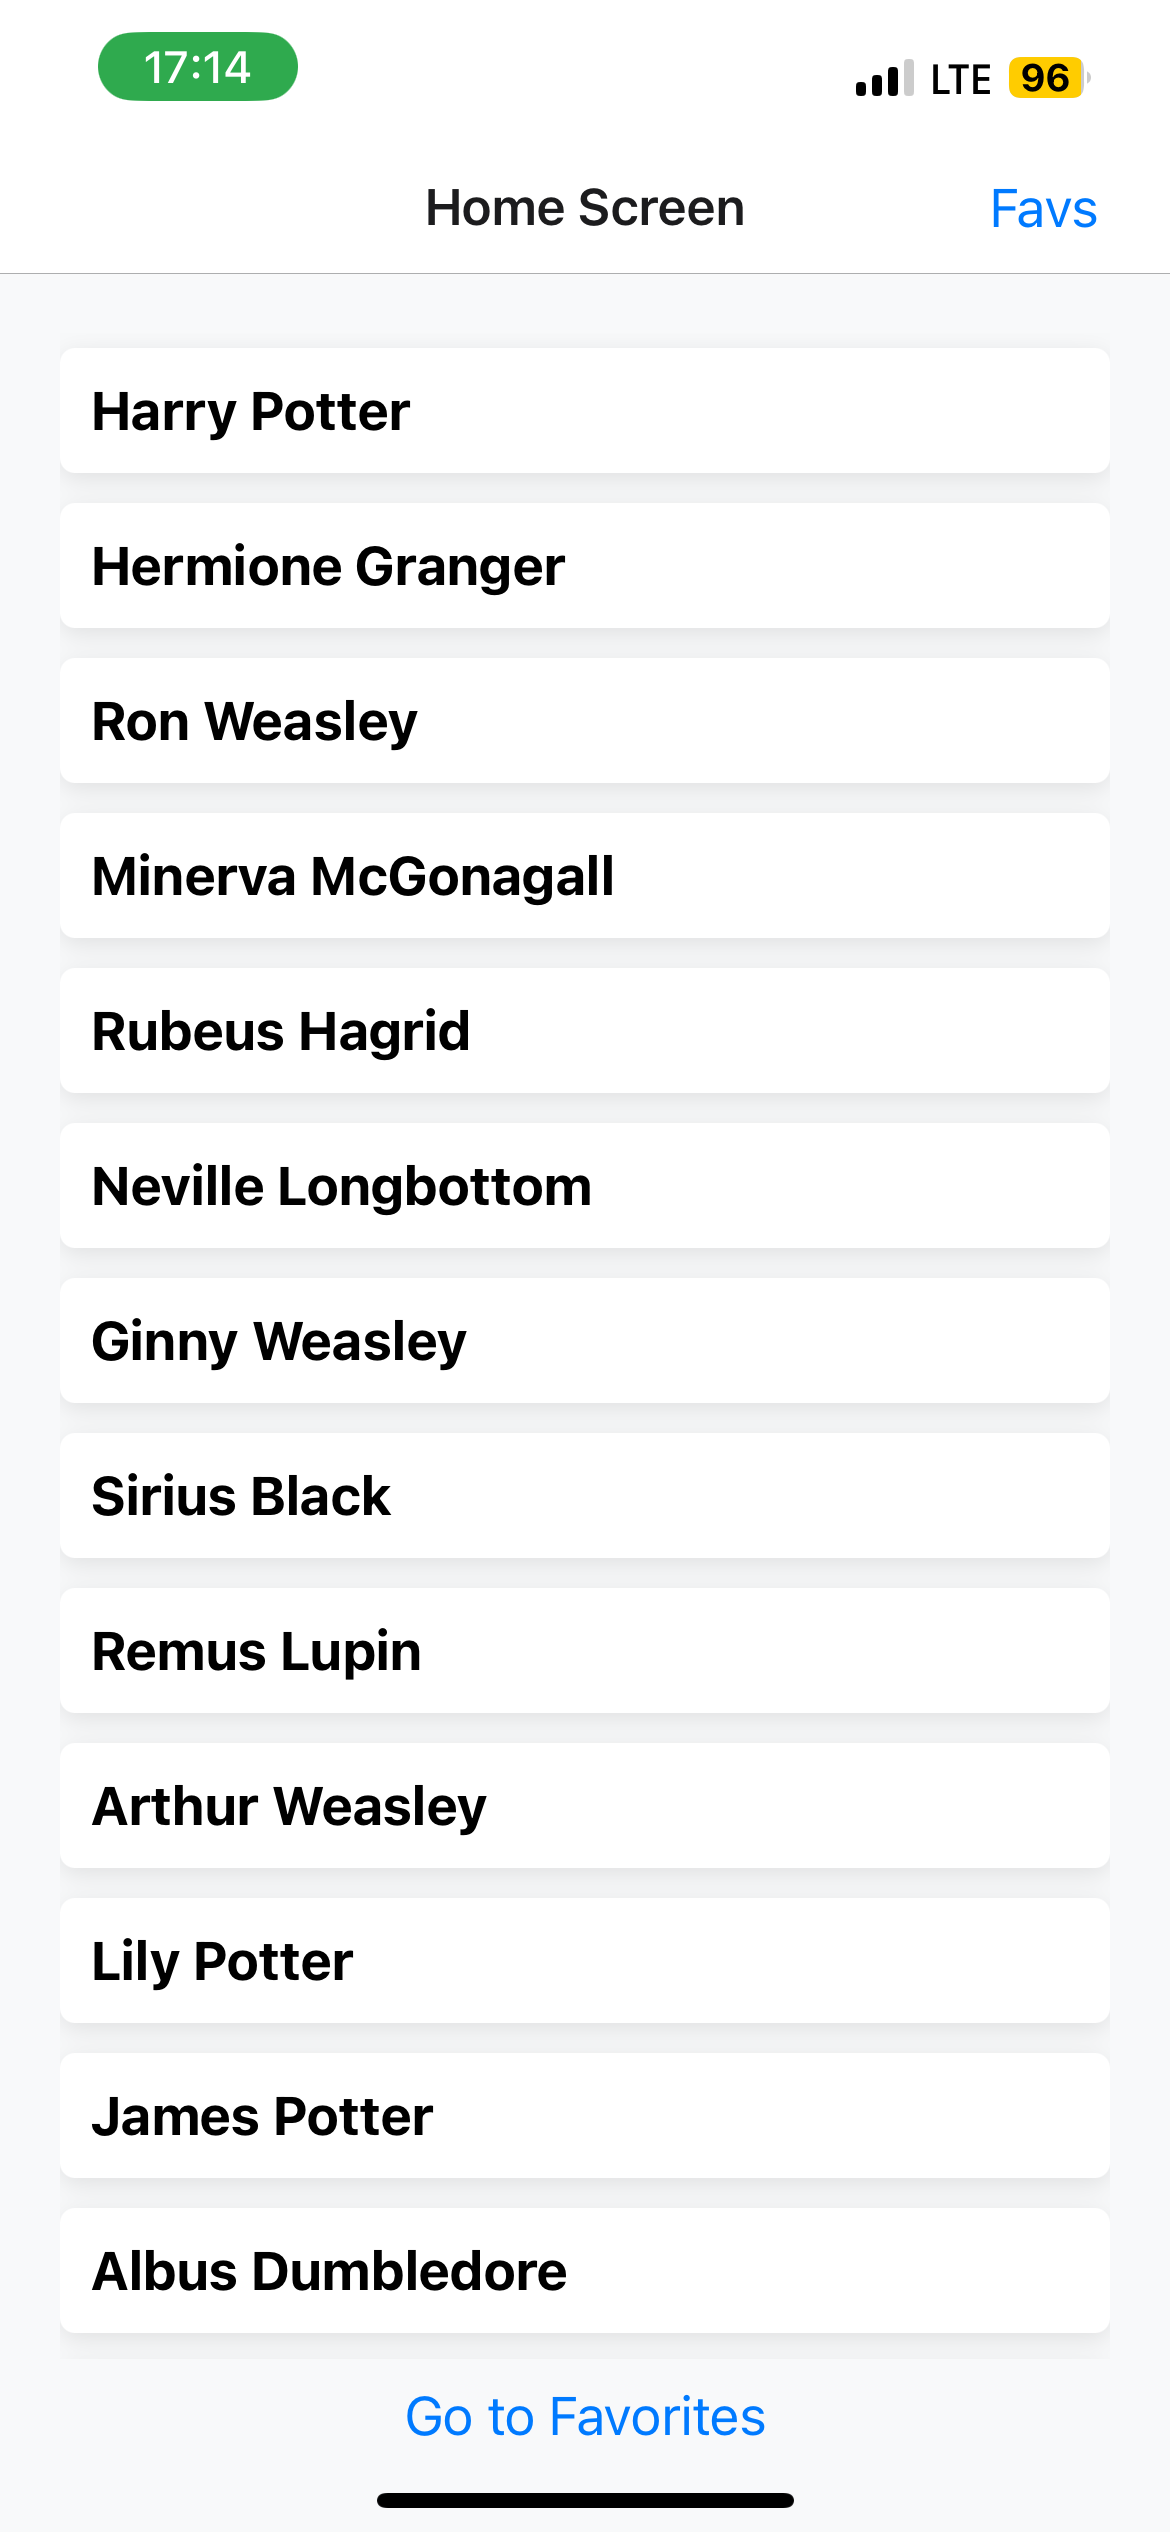 17:14
LTE 96
Home Screen
Favs
Harry Potter
Hermione Granger
Ron Weasley
Minerva McGonagall
Rubeus Hagrid
Neville Longbottom
Ginny Weasley
Sirius Black
Remus Lupin
Arthur Weasley
Lily Potter
James Potter
Albus Dumbledore
Go to Favorites